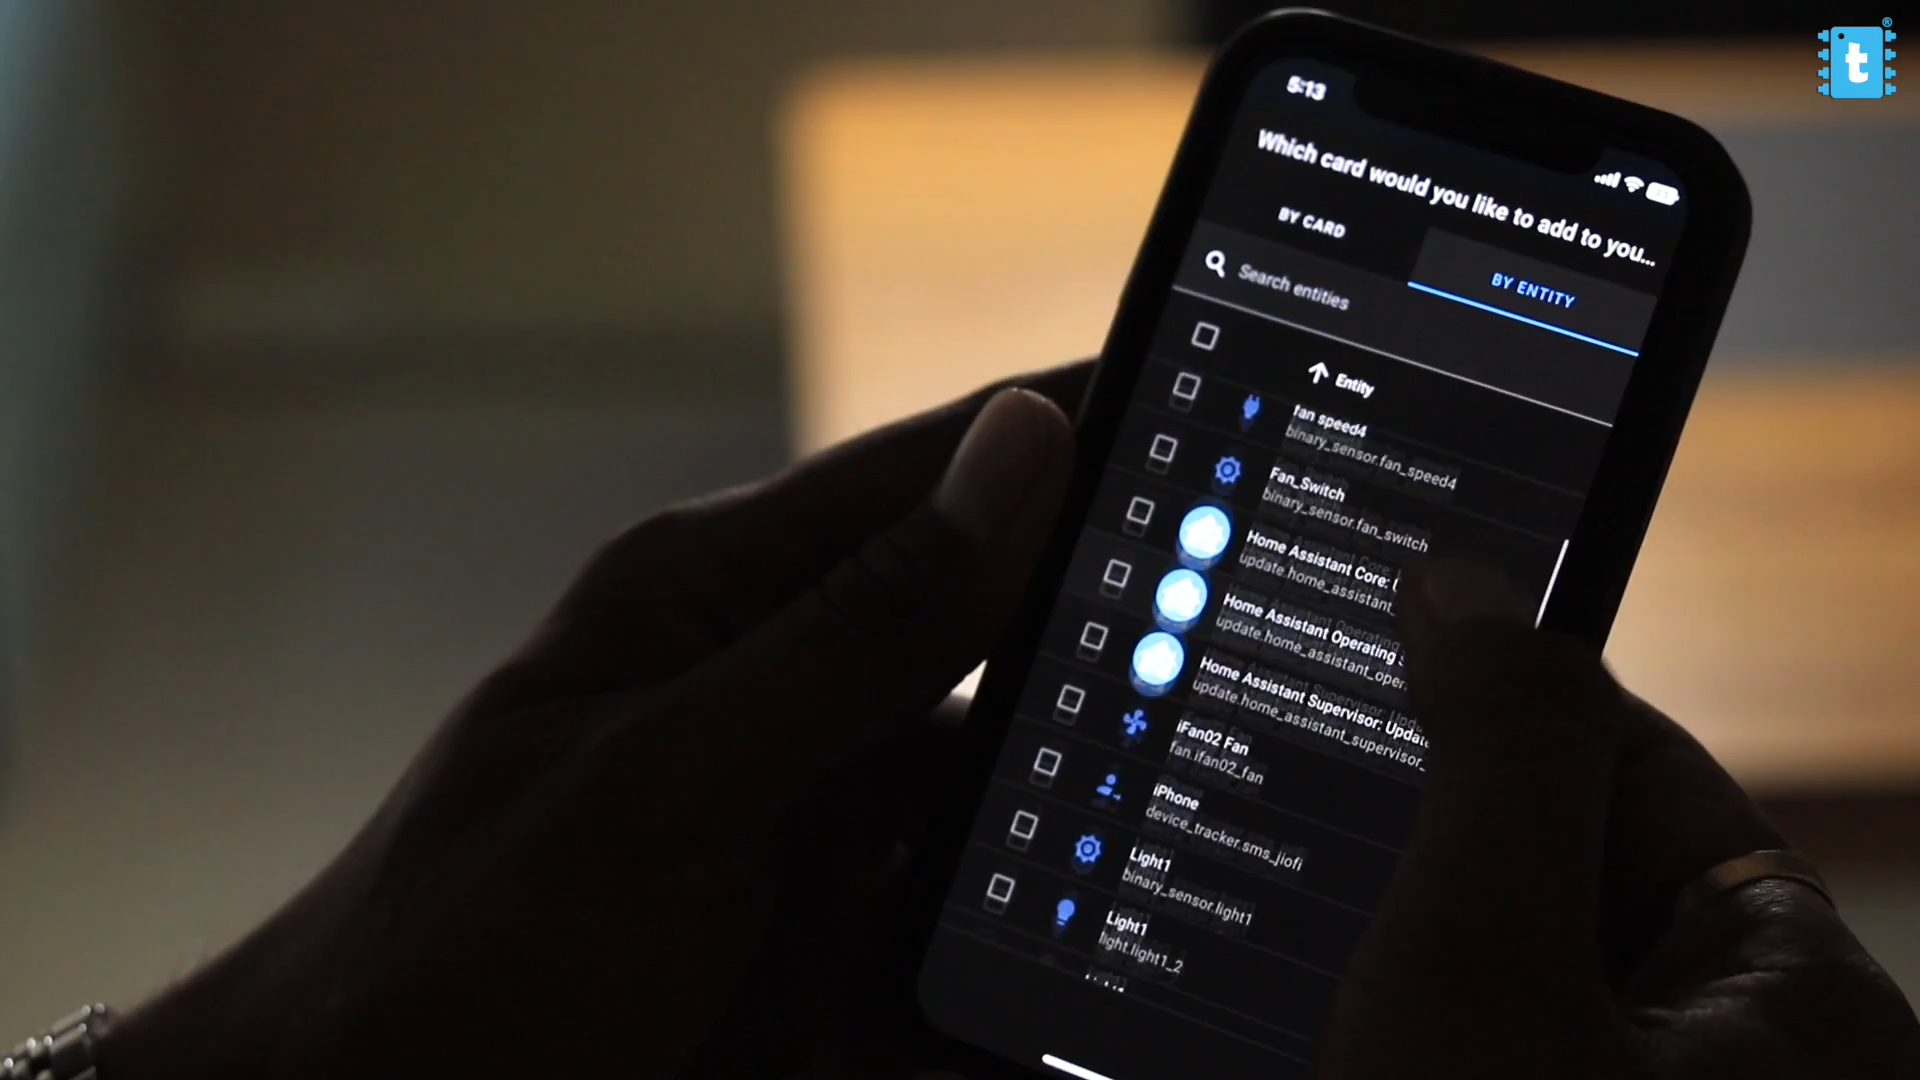 t
®
5:13
Which card would you like to add to you...
BY CARD
BY ENTITY
Search entities
Entity
fan speed4
binary_sensor.fan_speed4
Fan_Switch
binary_sensor.fan_switch
Home Assistant Core:
update.home_assistant_
Home Assistant Operating
update.home_assistant_oper
Home Assistant Supervisor: Update
update.home_assistant_supervisor_
iFan02 Fan
fan.ifan02_fan
iPhone
device_tracker.sms_jiofi
Light1
binary_sensor.light1
Light1
light.light1_2